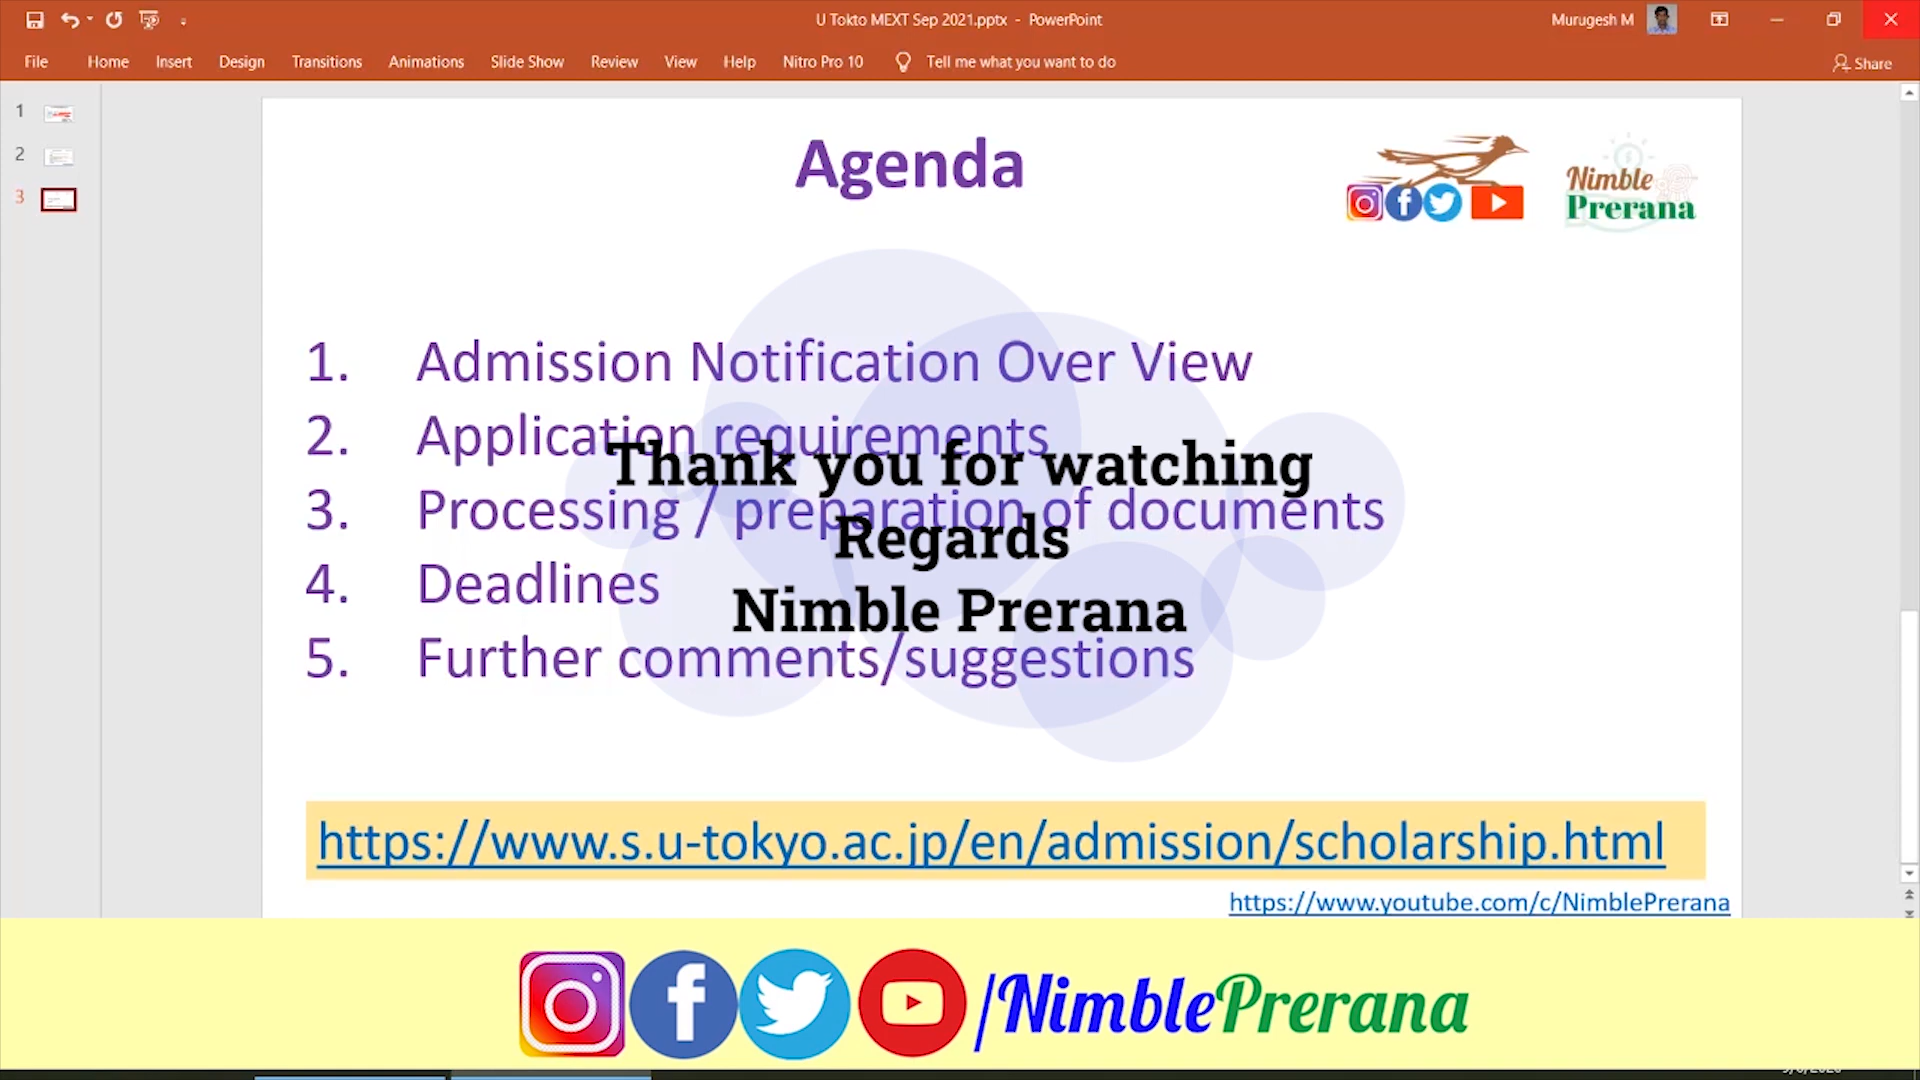 U Tokto MEXT Sep 2021.pptx - PowerPoint
Murugesh M
File Home Insert Design Transitions Animations Slide Show Review View Help Nitro Pro 10 Tell me what you want to do
Share
1
2
3
Agenda
Nimble
Prerana
1. Admission Notification Over View
2. Application requirements
3. Processing / preparation of documents
4. Deadlines
5. Further comments/suggestions
Thank you for watching
Regards
Nimble Prerana
https://www.s.u-tokyo.ac.jp/en/admission/scholarship.html
https://www.youtube.com/c/NimblePrerana
/NimblePrerana